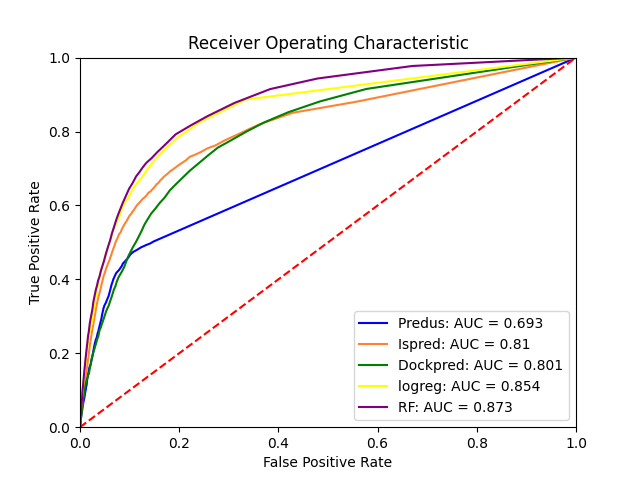 Receiver Operating Characteristic
True Positive Rate
1.0
0.8
0.6
0.4
0.2
0.0
Predus: AUC = 0.693
Ispred: AUC = 0.81
Dockpred: AUC = 0.801
logreg: AUC = 0.854
RF: AUC = 0.873
0.0 0.2 0.4 0.6 0.8 1.0
False Positive Rate